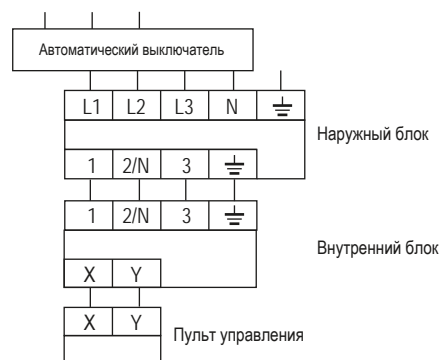 Автоматический выключатель
L1 L2 L3 N
Наружный блок
1 2/N 3
1 2/N 3
Внутренний блок
X Y
X Y
Пульт управления